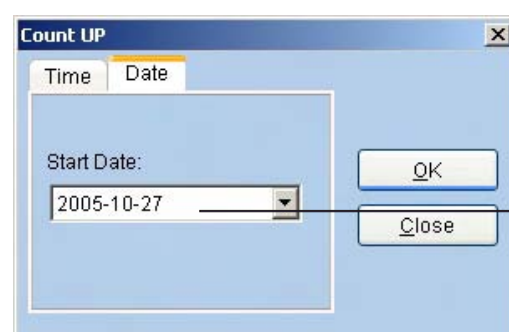 Count UP
Time Date
Start Date:
2005-10-27
OK
Close